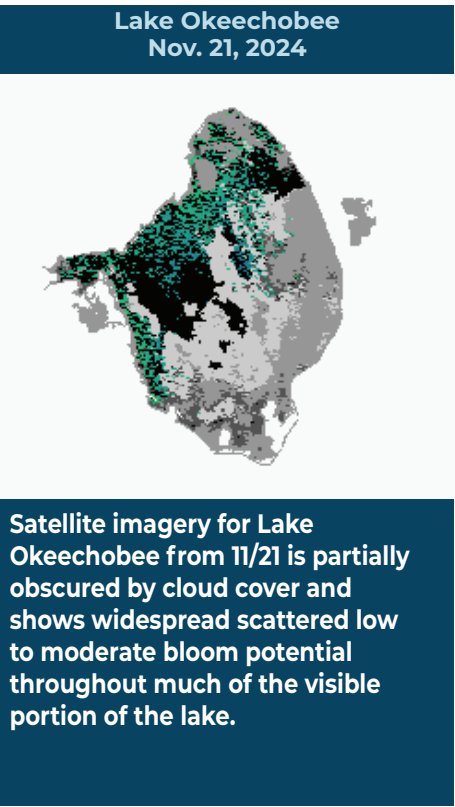 Lake Okeechobee
Nov. 21, 2024
Satellite imagery for Lake
Okeechobee from 11/21 is partially
obscured by cloud cover and
shows widespread scattered low
to moderate bloom potential
throughout much of the visible
portion of the lake.